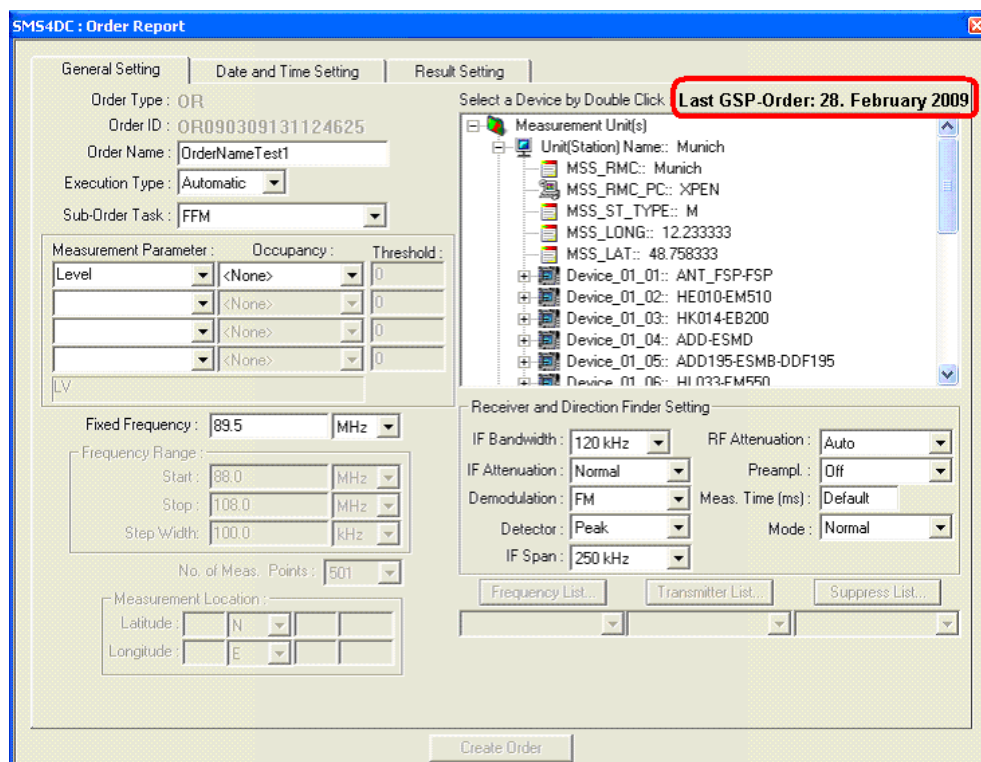 SMS4DC : Order Report
General Setting
Date and Time Setting
Result Setting
Order Type : OR
Order ID : OR090309131124625
Order Name : OrderNameTest1
Execution Type : Automatic
Sub-Order Task : FFM
Measurement Parameter : Occupancy : Threshold :
Level <None> 0
<None> 0
<None> 0
<None> 0
LV
Fixed Frequency : 89.5 MHz
Frequency Range :
Start : 88.0 MHz
Stop : 108.0 MHz
Step Width: 100.0 kHz
No. of Meas. Points : 501
Measurement Location :
Latitude : N
Longitude : E
Select a Device by Double Click
Last GSP-Order: 28. February 2009
Measurement Unit(s)
Unit(Station) Name:: Munich
MSS_RMC:: Munich
MSS_RMC_PC:: XPEN
MSS_ST_TYPE:: M
MSS_LONG:: 12.233333
MSS_LAT:: 48.758333
Device_01_01:: ANT_FSP-FSP
Device_01_02:: HE010-EM510
Device_01_03:: HK014-EB200
Device_01_04:: ADD-ESMD
Device_01_05:: ADD195-ESMB-DDF195
Device_01_06:: HL033-EM550
Receiver and Direction Finder Setting
IF Bandwidth : 120 kHz RF Attenuation : Auto
IF Attenuation : Normal Preampl. : Off
Demodulation : FM Meas. Time (ms) : Default
Detector : Peak Mode : Normal
IF Span : 250 kHz
Frequency List... Transmitter List... Suppress List...
Create Order